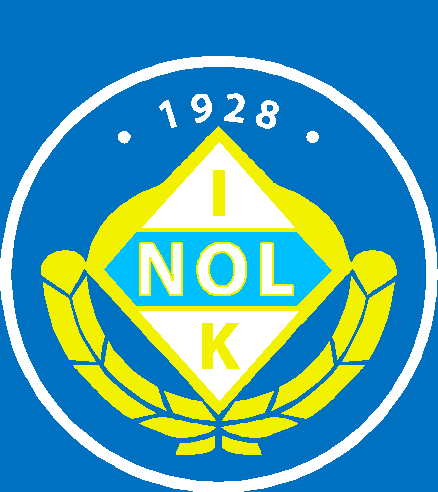 · 1928 ·
I
NOL
K